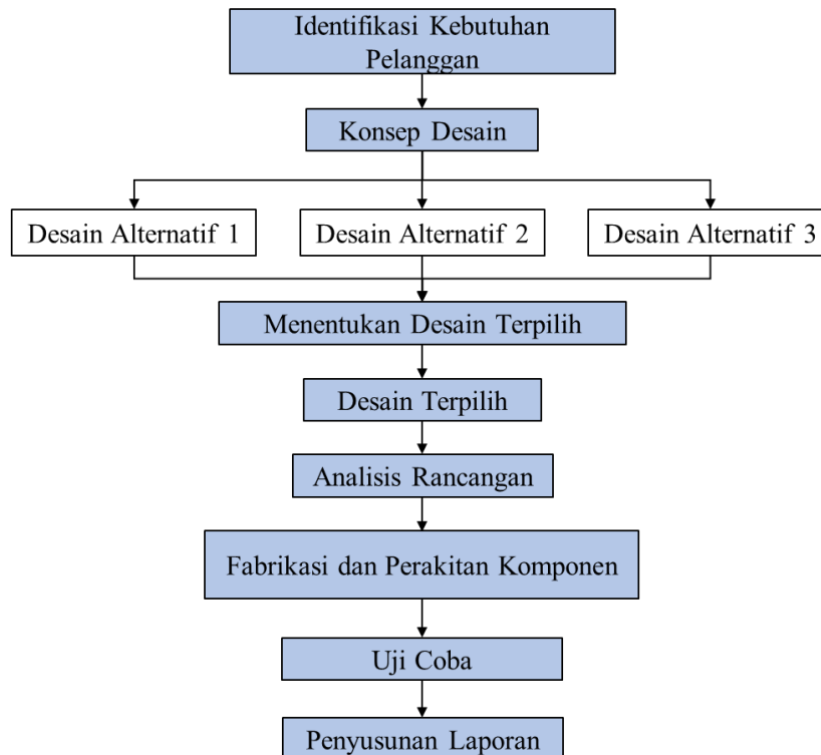 Identifikasi Kebutuhan
Pelanggan
Konsep Desain
Desain Alternatif 1
Desain Alternatif 2
Desain Alternatif 3
Menentukan Desain Terpilih
Desain Terpilih
Analisis Rancangan
Fabrikasi dan Perakitan Komponen
Uji Coba
Penyusunan Laporan